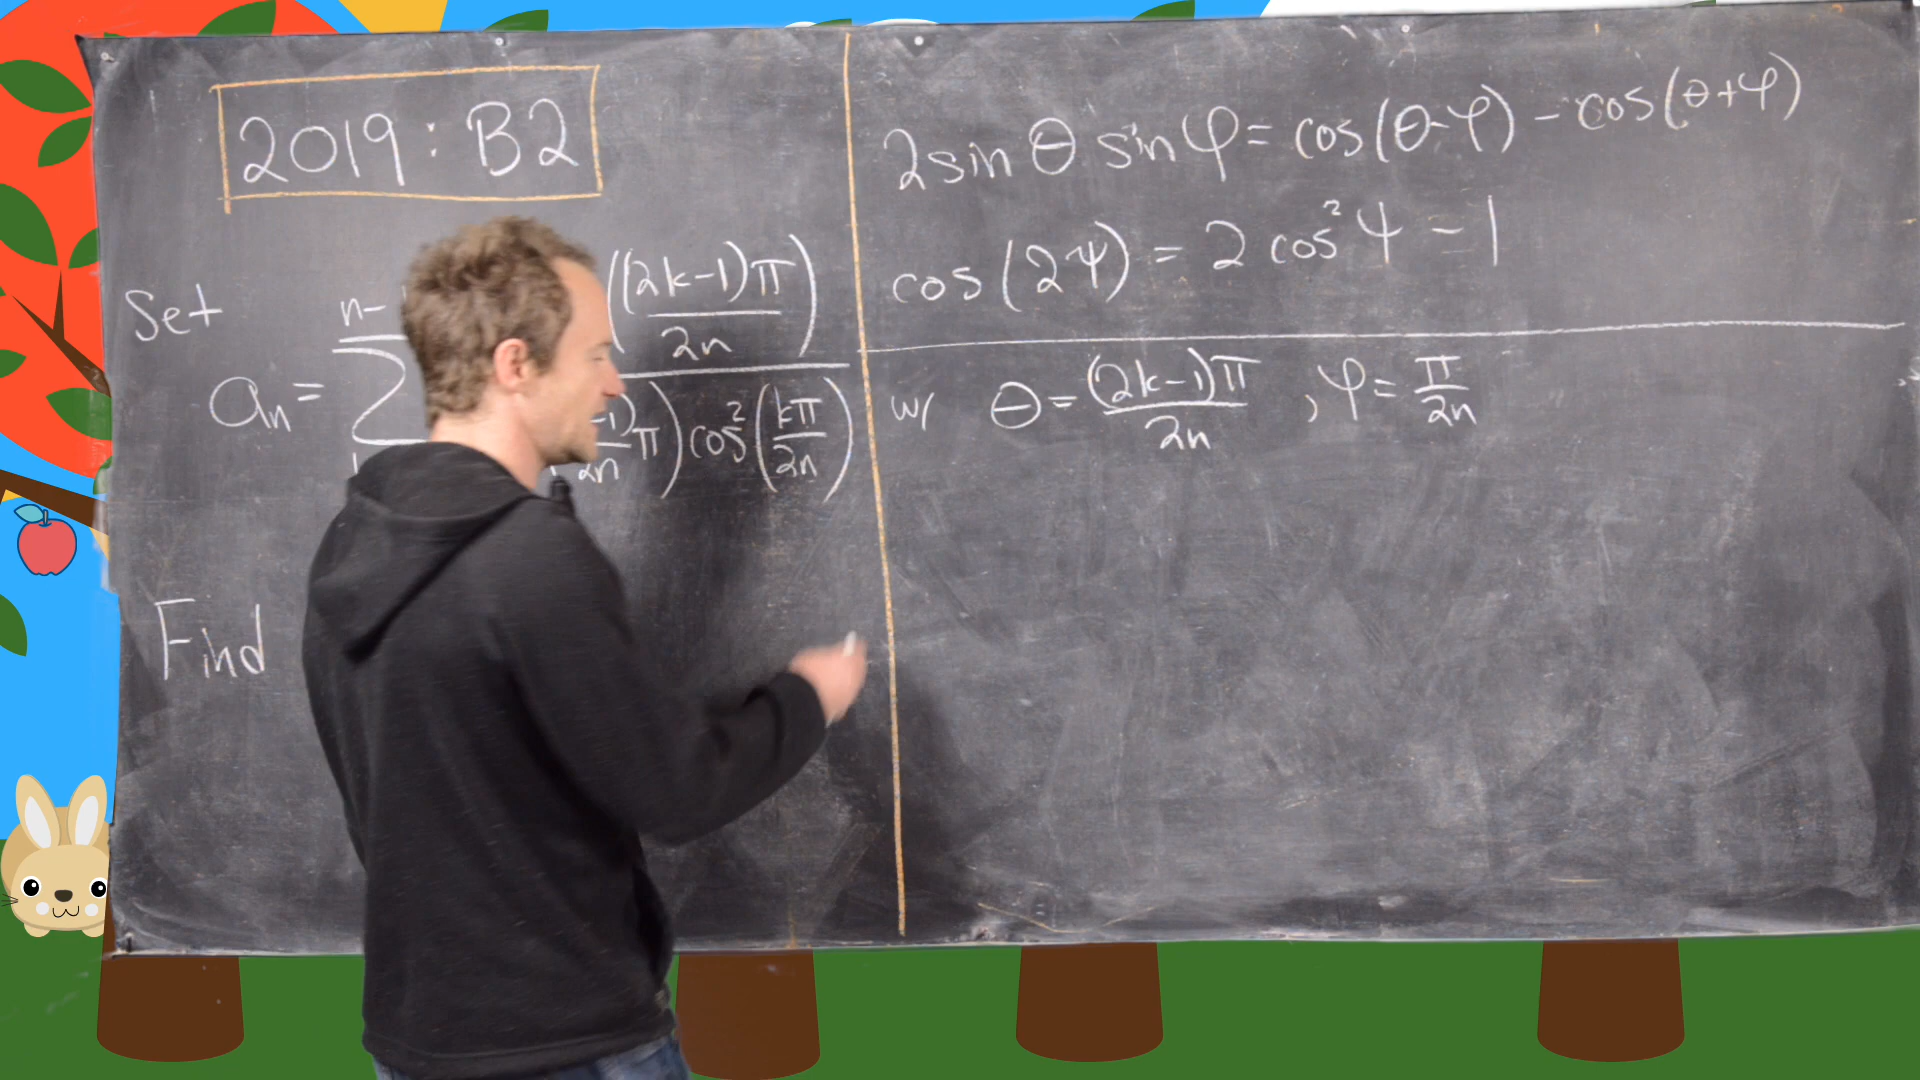 2019: B2
Set
n-
((2k-1)π / 2n)
aₙ = Σ
-1)/2n π) cos²(kπ/2n)
Find
2 sin θ sin φ = cos(θ-φ) - cos(θ+φ)
cos(2ψ) = 2 cos²ψ - 1
w/ θ = (2k-1)π/2n , φ = π/2n